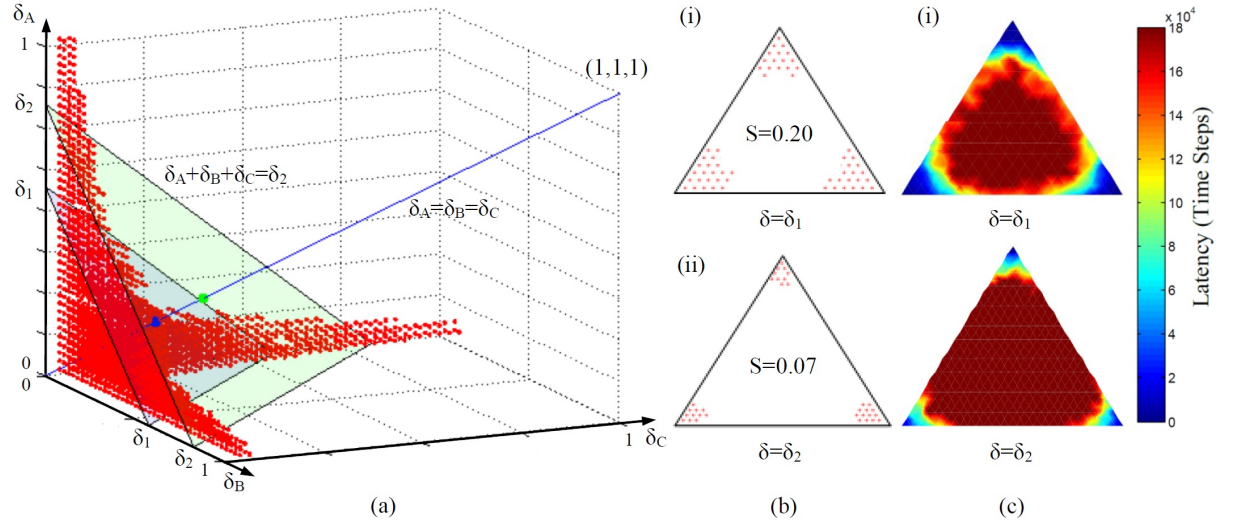 δA
1
δ2
δ1
0
0
δA+δB+δC=δ2
δA=δB=δC
(1,1,1)
δ1
δ2
1
δB
1
δC
(a)
(i)
S=0.20
δ=δ1
(ii)
S=0.07
δ=δ2
(b)
(i)
δ=δ1
δ=δ2
(c)
x 10^4
18
16
14
12
10
8
6
4
2
0
Latency (Time Steps)